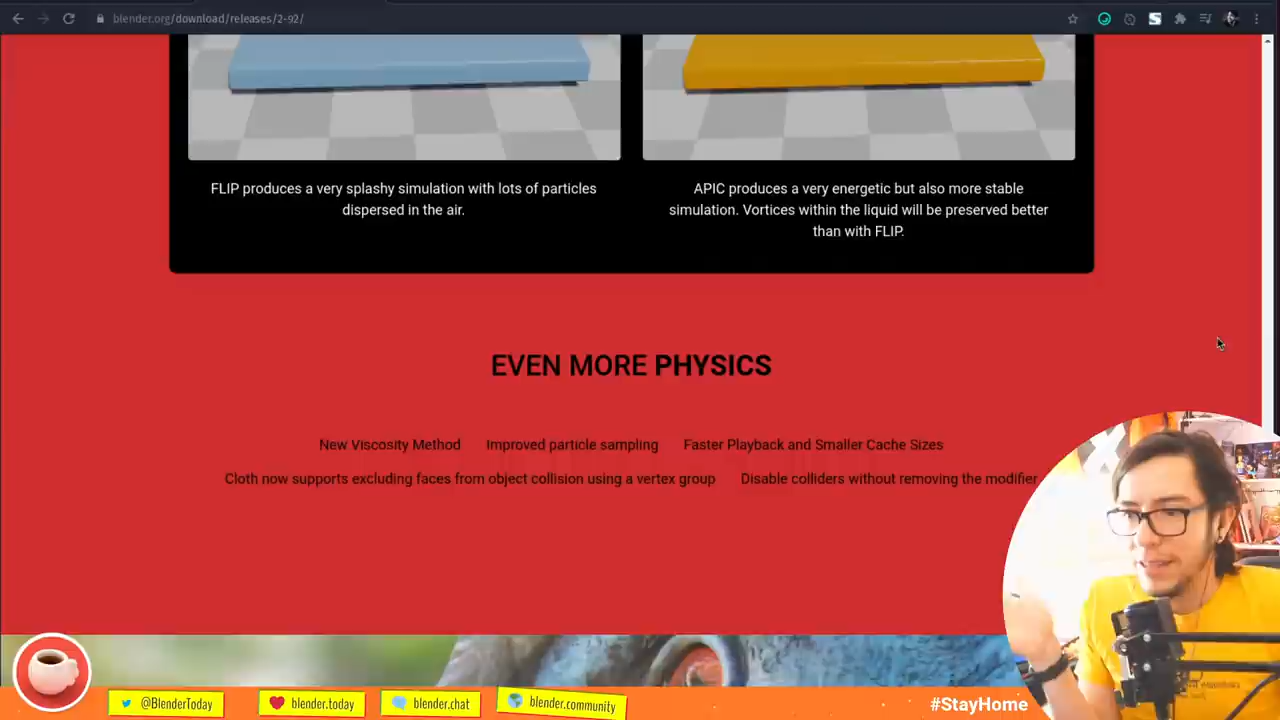 blender.org/download/releases/2-92/
FLIP produces a very splashy simulation with lots of particles
dispersed in the air.
APIC produces a very energetic but also more stable
simulation. Vortices within the liquid will be preserved better
than with FLIP.
EVEN MORE PHYSICS
New Viscosity Method
Improved particle sampling
Faster Playback and Smaller Cache Sizes
Cloth now supports excluding faces from object collision using a vertex group
Disable colliders without removing the modifier
@BlenderToday
blender.today
blender.chat
blender.community
#StayHome